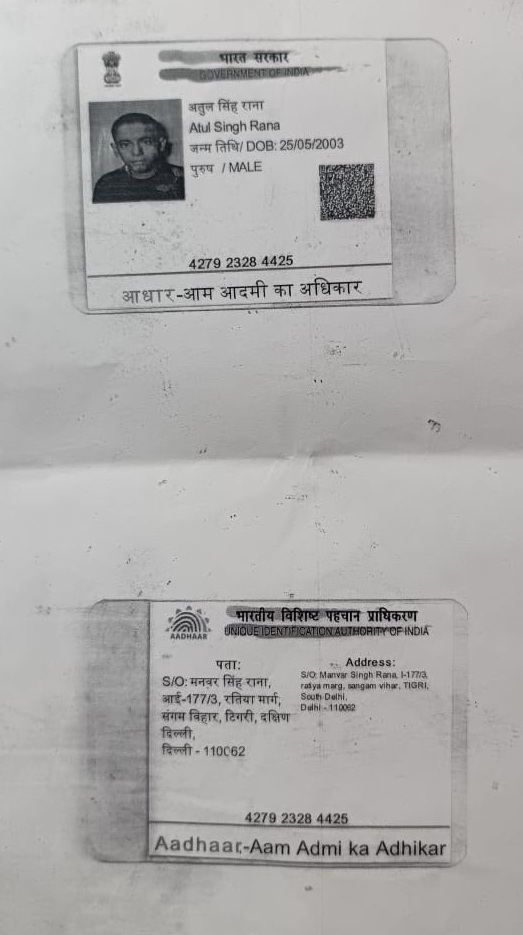 भारत सरकार
GOVERNMENT OF INDIA
अतुल सिंह राना
Atul Singh Rana
जन्म तिथि/ DOB: 25/05/2003
पुरुष / MALE
4279 2328 4425
आधार-आम आदमी का अधिकार
भारतीय विशिष्ट पहचान प्राधिकरण
UNIQUE IDENTIFICATION AUTHORITY OF INDIA
AADHAAR
पता:
S/O: मनवर सिंह राना,
आई-177/3, रतिया मार्ग,
संगम विहार, टिगरी, दक्षिण
दिल्ली,
दिल्ली - 110062
Address:
S/O: Manvar Singh Rana, I-177/3,
ratiya marg, sangam vihar, TIGRI,
South Delhi,
Delhi - 110062
4279 2328 4425
Aadhaar-Aam Admi ka Adhikar